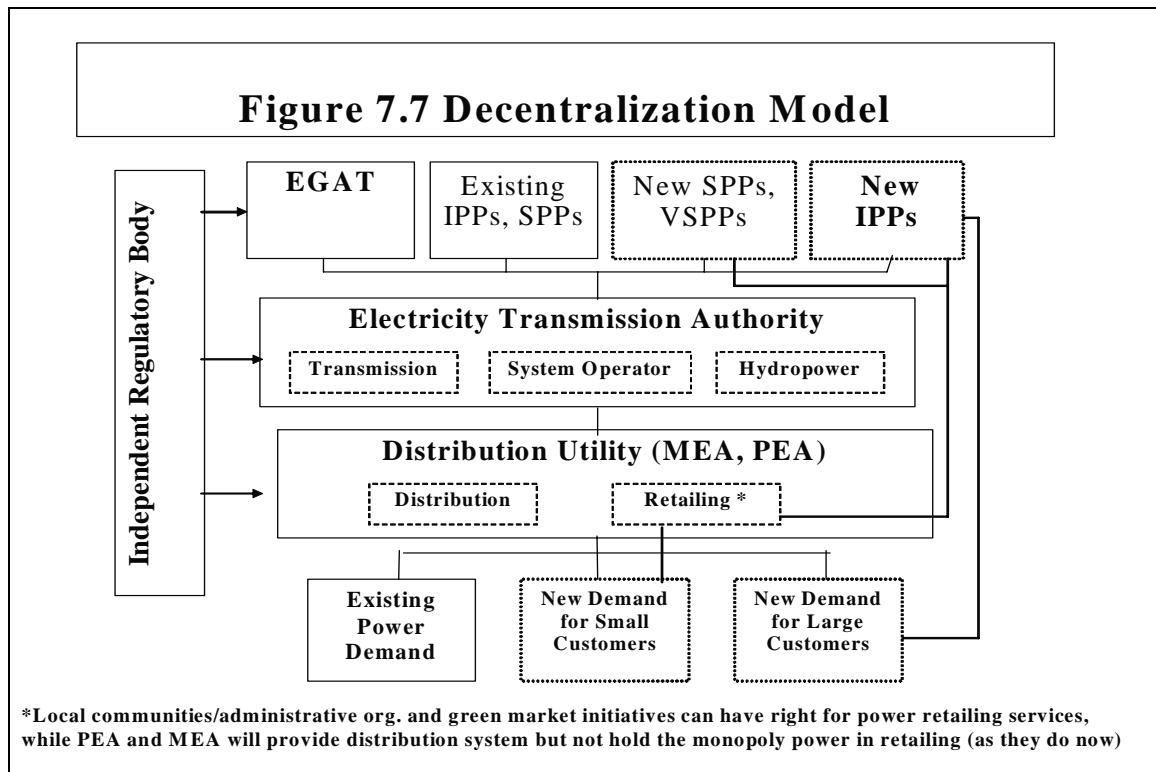 Figure 7.7 Decentralization Model
Independent Regulatory Body
EGAT
Existing
IPPs, SPPs
New SPPs,
VSPPs
New
IPPs
Electricity Transmission Authority
Transmission
System Operator
Hydropower
Distribution Utility (MEA, PEA)
Distribution
Retailing *
Existing
Power
Demand
New Demand
for Small
Customers
New Demand
for Large
Customers
*Local communities/administrative org. and green market initiatives can have right for power retailing services,
while PEA and MEA will provide distribution system but not hold the monopoly power in retailing (as they do now)